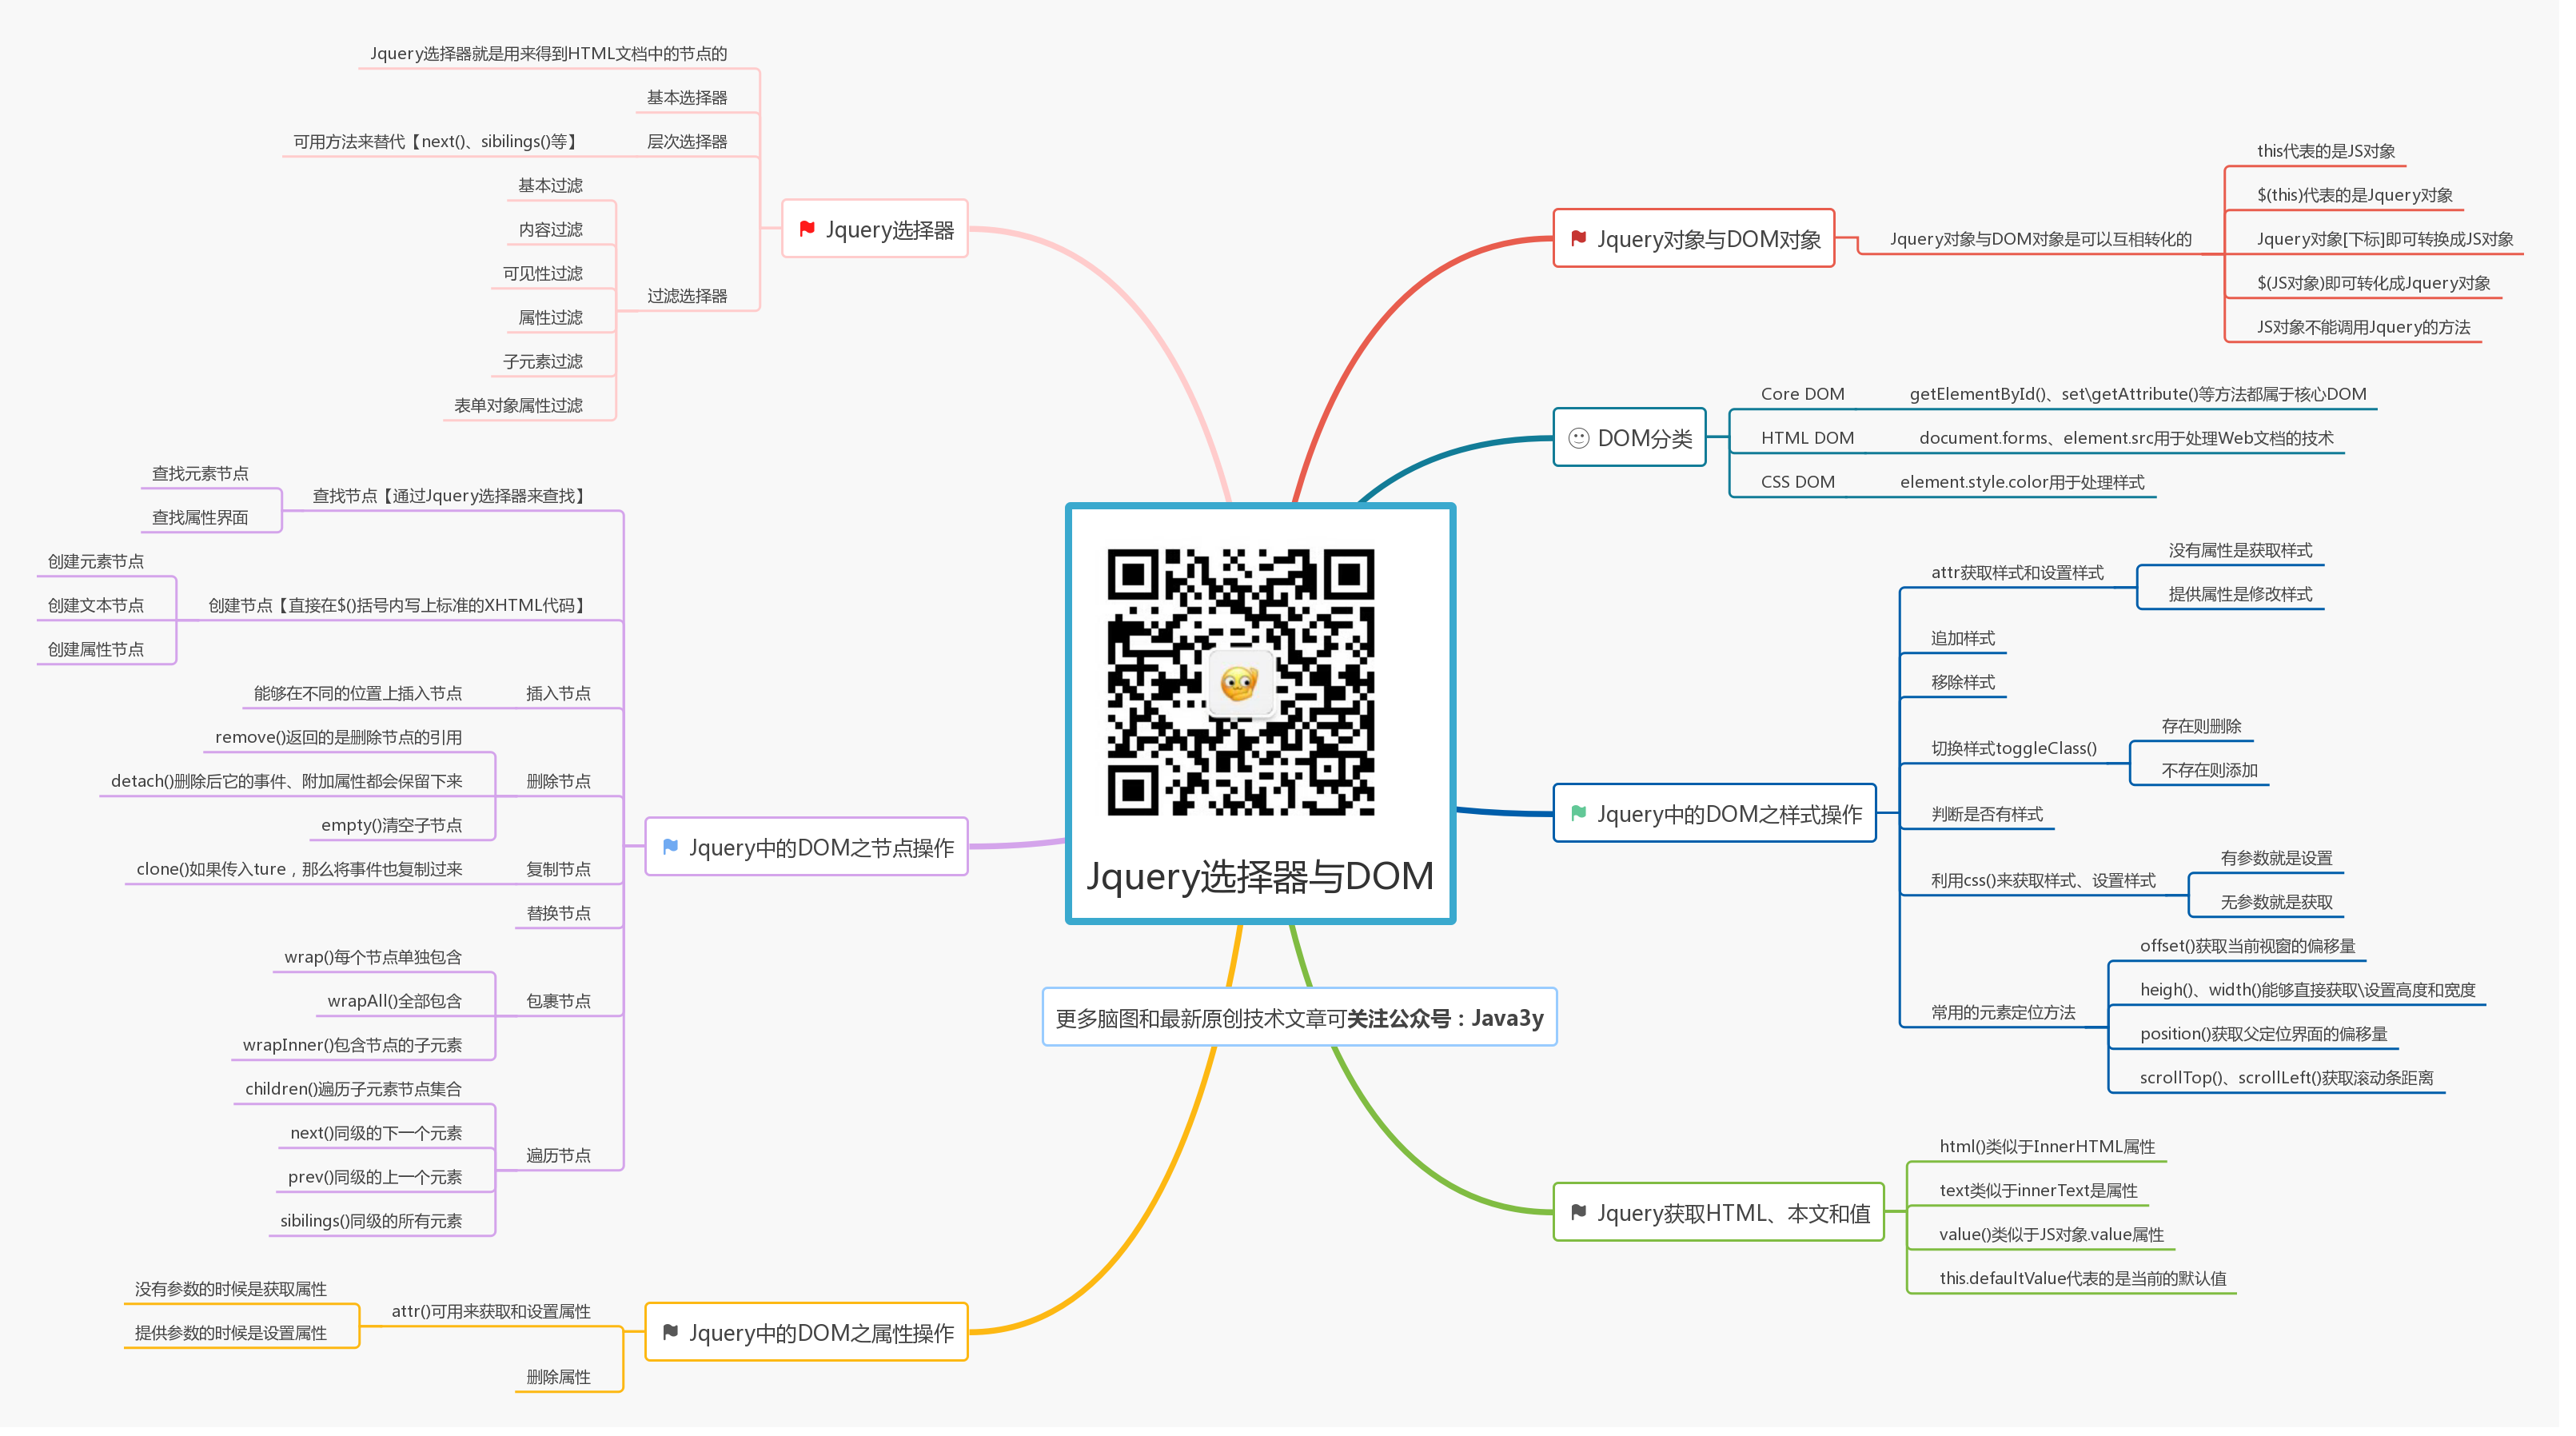 Jquery选择器与DOM
更多脑图和最新原创技术文章可关注公众号：Java3y
Jquery选择器
Jquery选择器就是用来得到HTML文档中的节点的
基本选择器
层次选择器
可用方法来替代【next()、sibilings()等】
过滤选择器
基本过滤
内容过滤
可见性过滤
属性过滤
子元素过滤
表单对象属性过滤
Jquery中的DOM之节点操作
查找节点【通过Jquery选择器来查找】
查找元素节点
查找属性界面
创建节点【直接在$()括号内写上标准的XHTML代码】
创建元素节点
创建文本节点
创建属性节点
插入节点
能够在不同的位置上插入节点
删除节点
remove()返回的是删除节点的引用
detach()删除后它的事件、附加属性都会保留下来
empty()清空子节点
复制节点
clone()如果传入ture，那么将事件也复制过来
替换节点
包裹节点
wrap()每个节点单独包含
wrapAll()全部包含
wrapInner()包含节点的子元素
遍历节点
children()遍历子元素节点集合
next()同级的下一个元素
prev()同级的上一个元素
sibilings()同级的所有元素
Jquery中的DOM之属性操作
attr()可用来获取和设置属性
没有参数的时候是获取属性
提供参数的时候是设置属性
删除属性
Jquery对象与DOM对象
Jquery对象与DOM对象是可以互相转化的
this代表的是JS对象
$(this)代表的是Jquery对象
Jquery对象[下标]即可转换成JS对象
$(JS对象)即可转化成Jquery对象
JS对象不能调用Jquery的方法
DOM分类
Core DOM
getElementById()、set\getAttribute()等方法都属于核心DOM
HTML DOM
document.forms、element.src用于处理Web文档的技术
CSS DOM
element.style.color用于处理样式
Jquery中的DOM之样式操作
attr获取样式和设置样式
没有属性是获取样式
提供属性是修改样式
追加样式
移除样式
切换样式toggleClass()
存在则删除
不存在则添加
判断是否有样式
利用css()来获取样式、设置样式
有参数就是设置
无参数就是获取
常用的元素定位方法
offset()获取当前视窗的偏移量
heigh()、width()能够直接获取\设置高度和宽度
position()获取父定位界面的偏移量
scrollTop()、scrollLeft()获取滚动条距离
Jquery获取HTML、本文和值
html()类似于InnerHTML属性
text类似于innerText是属性
value()类似于JS对象.value属性
this.defaultValue代表的是当前的默认值